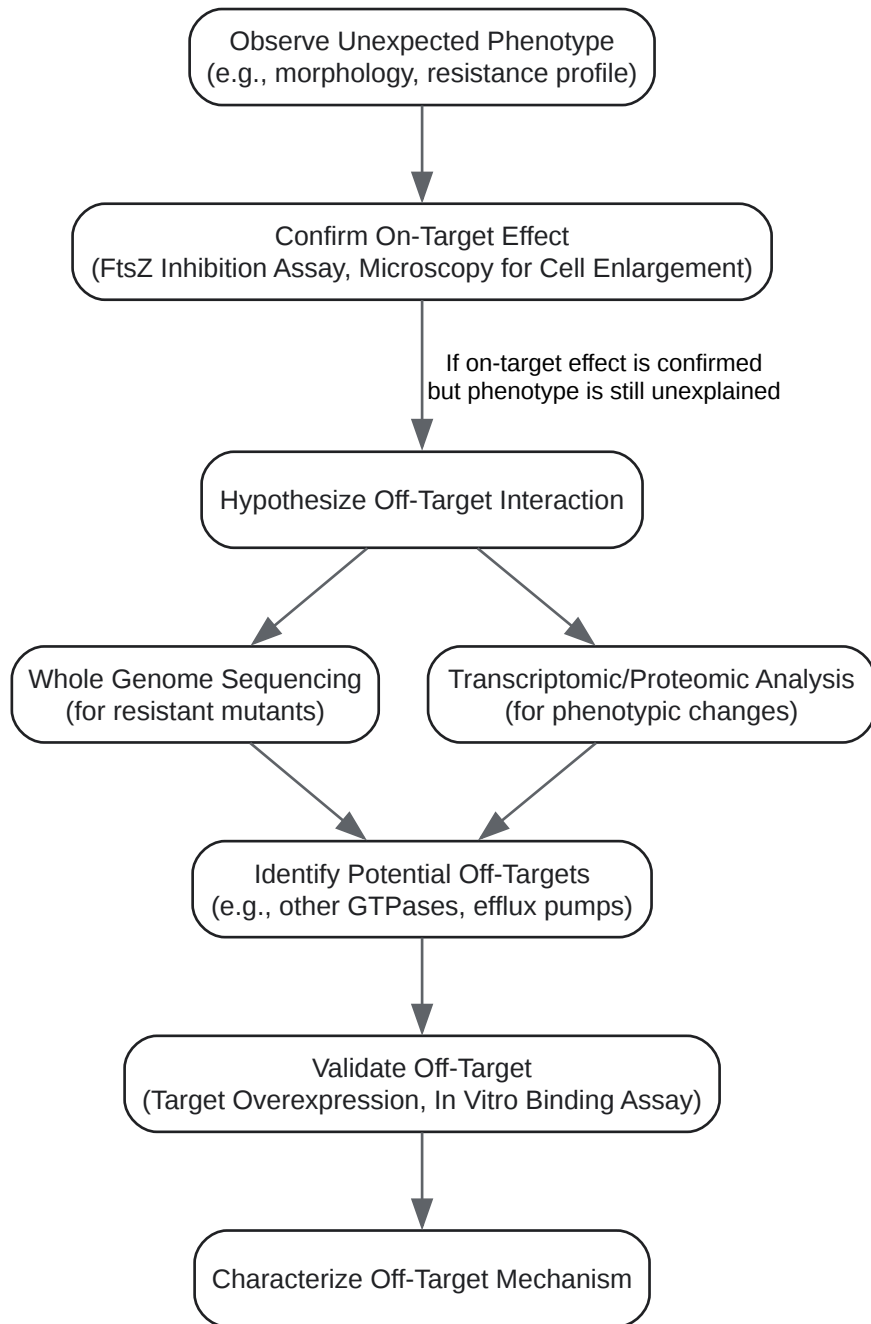 Observe Unexpected Phenotype
(e.g., morphology, resistance profile)
Confirm On-Target Effect
(FtsZ Inhibition Assay, Microscopy for Cell Enlargement)
If on-target effect is confirmed
but phenotype is still unexplained
Hypothesize Off-Target Interaction
Whole Genome Sequencing
(for resistant mutants)
Transcriptomic/Proteomic Analysis
(for phenotypic changes)
Identify Potential Off-Targets
(e.g., other GTPases, efflux pumps)
Validate Off-Target
(Target Overexpression, In Vitro Binding Assay)
Characterize Off-Target Mechanism